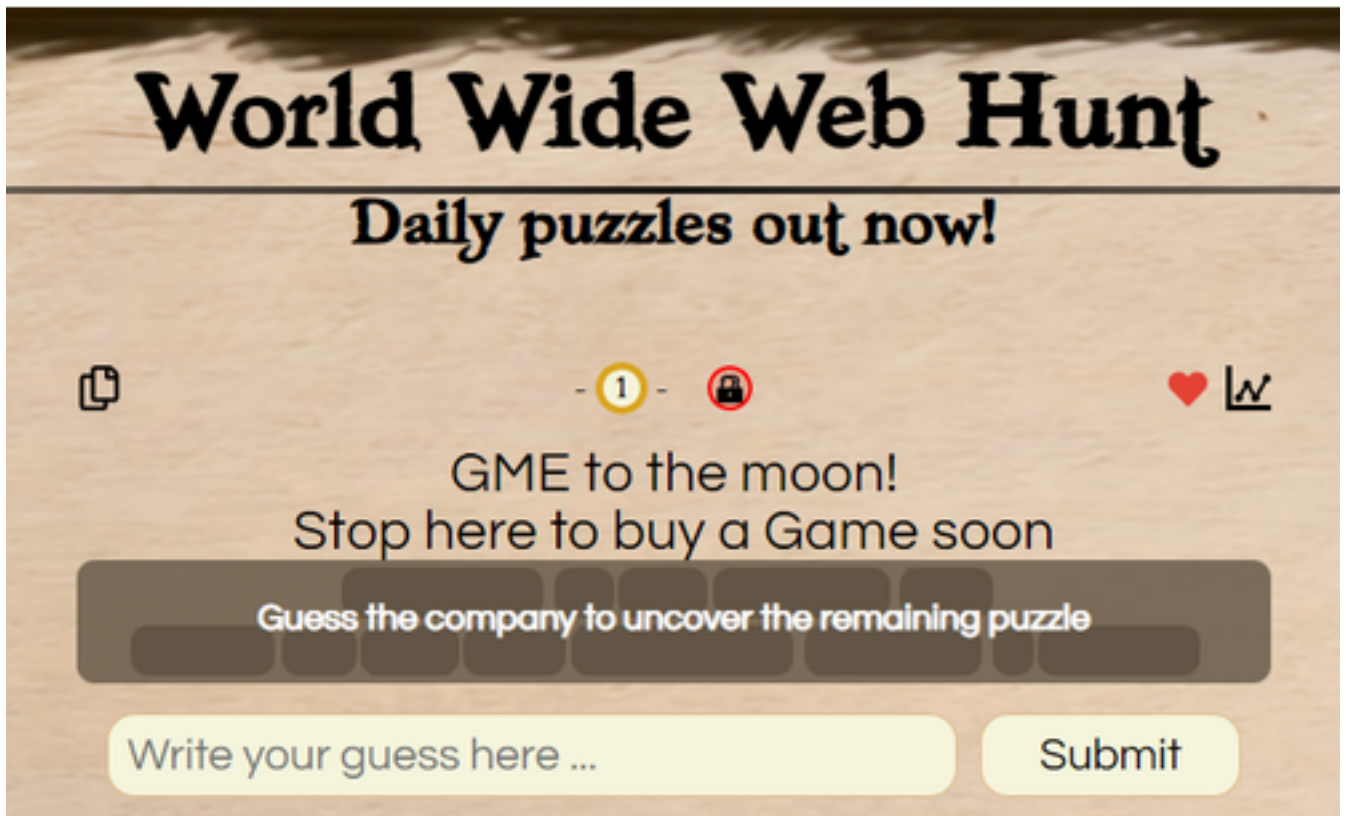 World Wide Web Hunt
Daily puzzles out now!
- 1 -
GME to the moon!
Stop here to buy a Game soon
Guess the company to uncover the remaining puzzle
Write your guess here ...
Submit